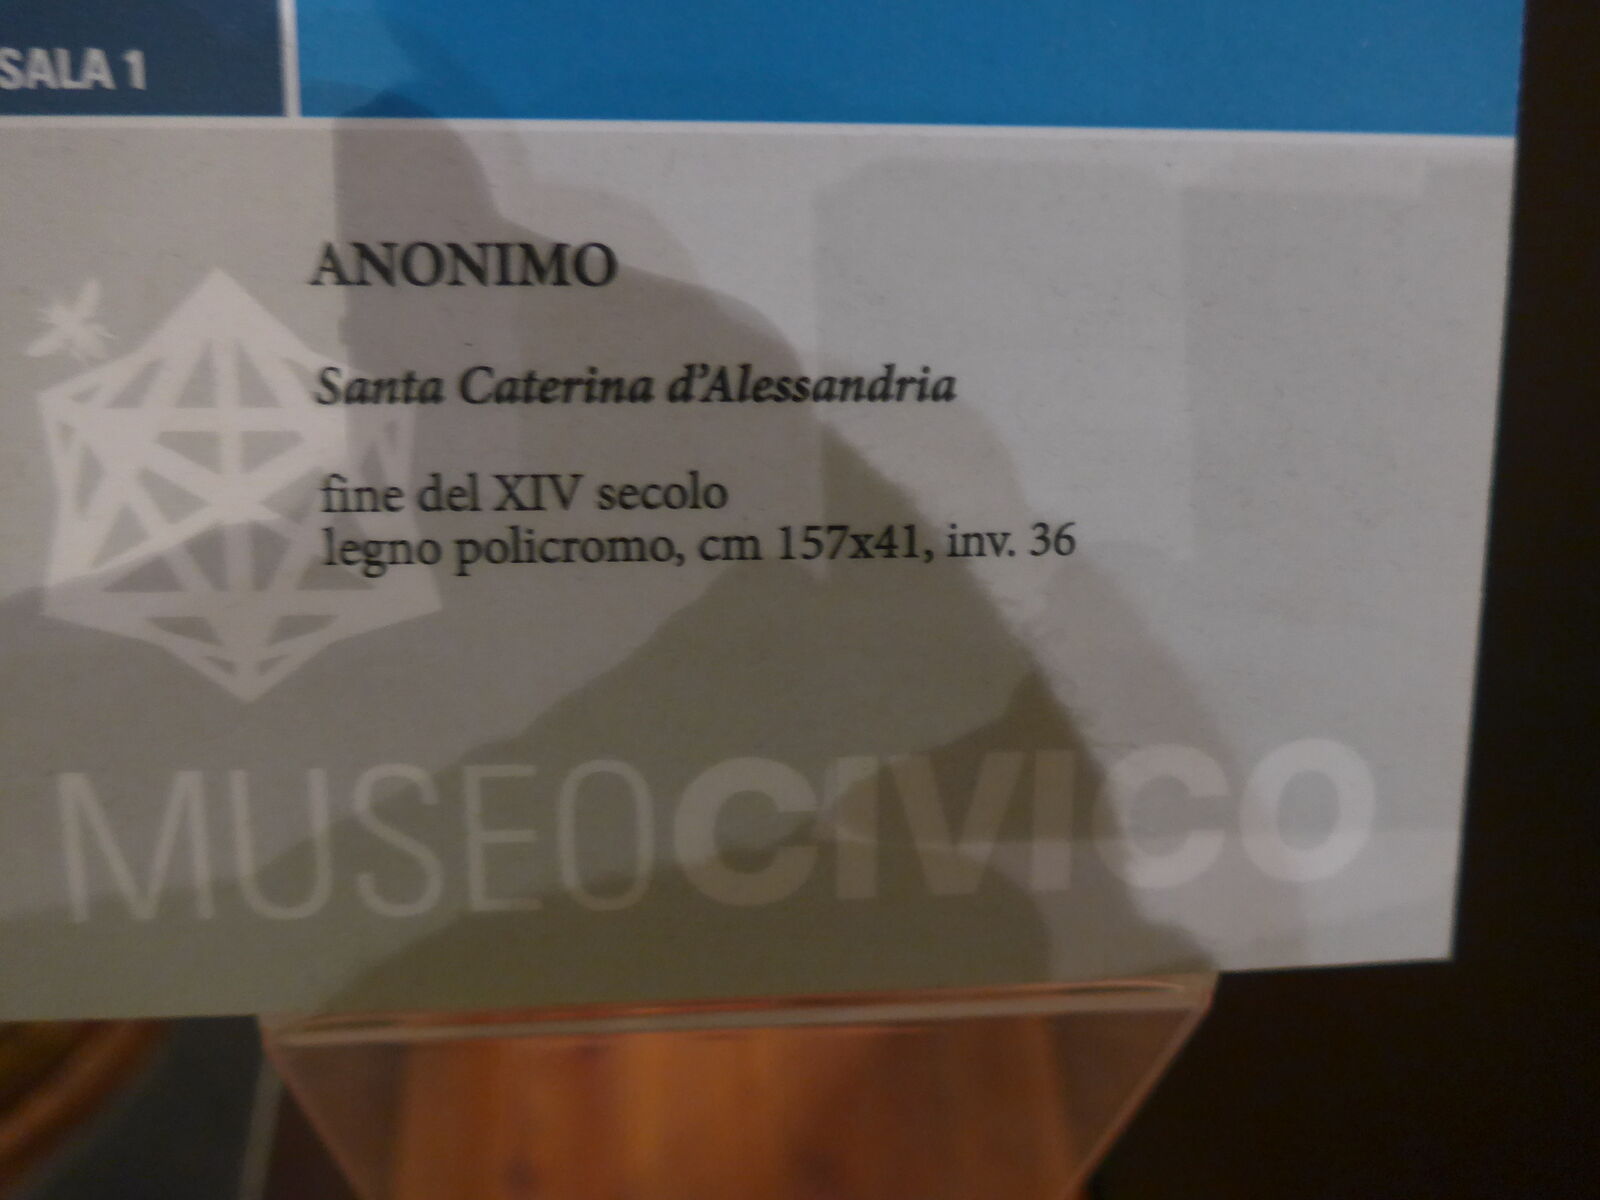 SALA 1
ANONIMO
Santa Caterina d'Alessandria
fine del XIV secolo
legno policromo, cm 157x41, inv. 36
MUSEOCIVICO